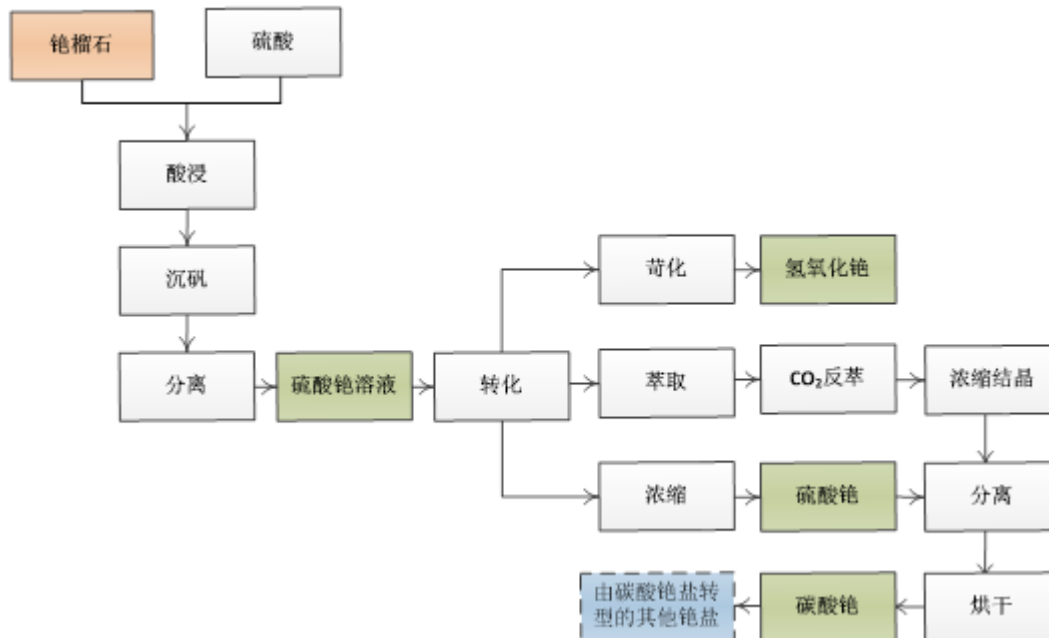 铯榴石
硫酸
酸浸
沉矾
分离
硫酸铯溶液
转化
苛化
氢氧化铯
萃取
CO₂反萃
浓缩结晶
浓缩
硫酸铯
分离
由碳酸铯盐转
型的其他铯盐
碳酸铯
烘干